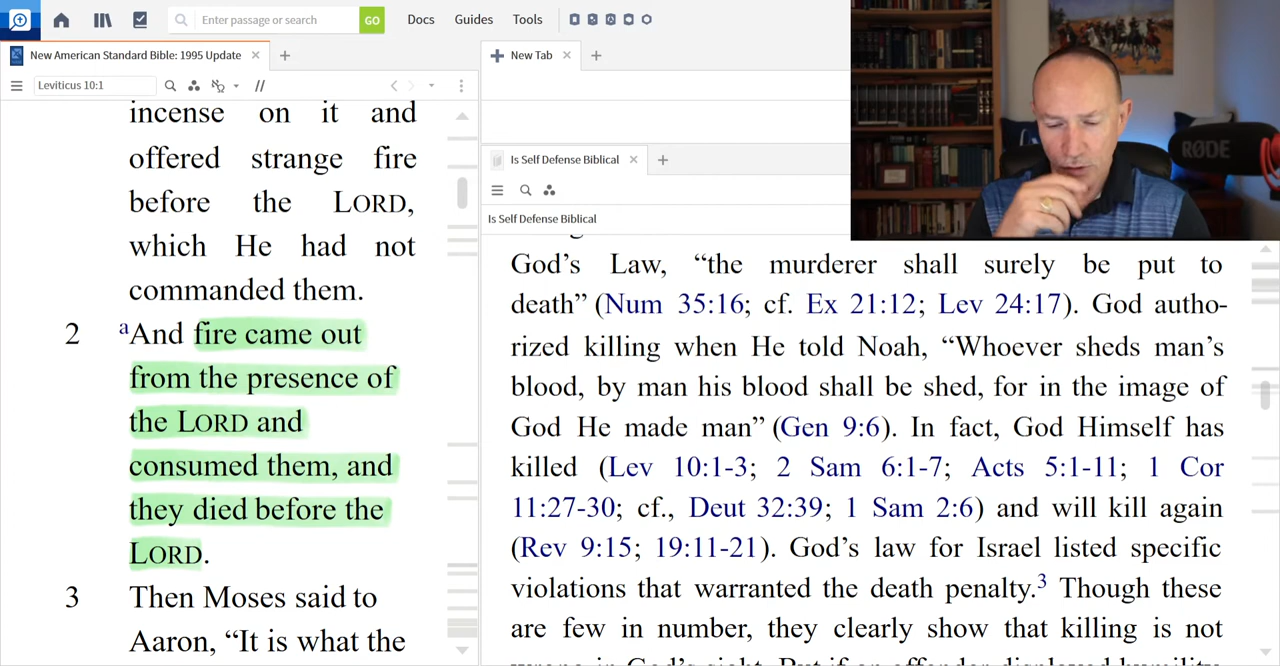 Enter passage or search
GO
Docs
Guides
Tools
New American Standard Bible: 1995 Update
Leviticus 10:1
incense on it and
offered strange fire
before the LORD,
which He had not
commanded them.
2 aAnd fire came out
from the presence of
the LORD and
consumed them, and
they died before the
LORD.
3 Then Moses said to
Aaron, “It is what the
New Tab
Is Self Defense Biblical
Is Self Defense Biblical
God’s Law, “the murderer shall surely be put to
death” (Num 35:16; cf. Ex 21:12; Lev 24:17). God autho-
rized killing when He told Noah, “Whoever sheds man’s
blood, by man his blood shall be shed, for in the image of
God He made man” (Gen 9:6). In fact, God Himself has
killed (Lev 10:1-3; 2 Sam 6:1-7; Acts 5:1-11; 1 Cor
11:27-30; cf., Deut 32:39; 1 Sam 2:6) and will kill again
(Rev 9:15; 19:11-21). God’s law for Israel listed specific
violations that warranted the death penalty.3 Though these
are few in number, they clearly show that killing is not
RØDE